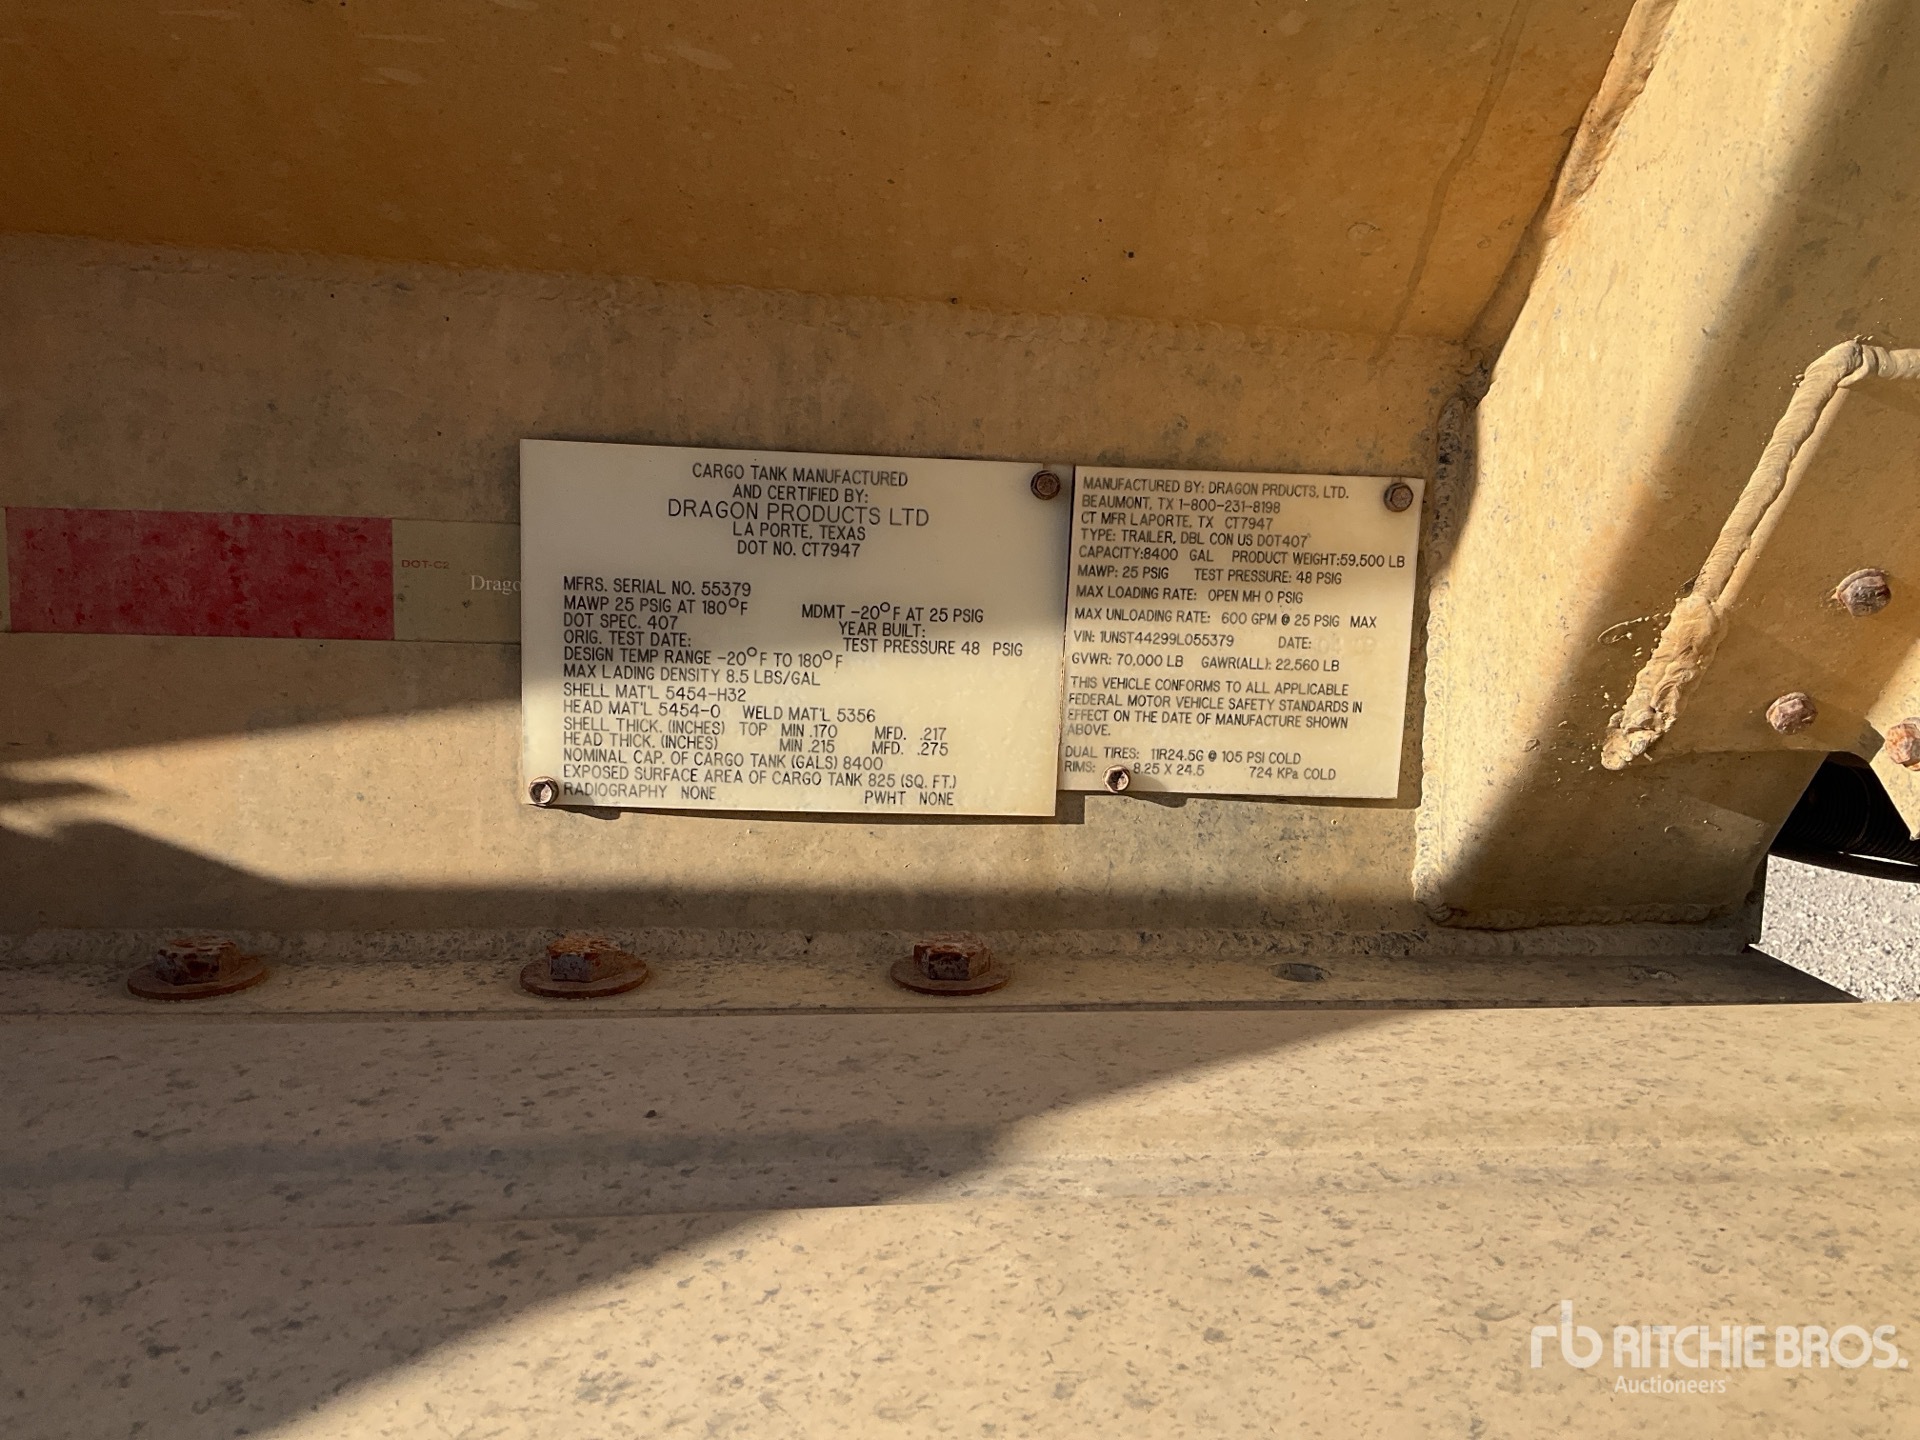 CARGO TANK MANUFACTURED
AND CERTIFIED BY:
DRAGON PRODUCTS LTD
LA PORTE, TEXAS
DOT NO. CT7947
MFRS. SERIAL NO. 55379
MAWP 25 PSIG AT 180°F MDMT -20°F AT 25 PSIG
DOT SPEC. 407 YEAR BUILT:
ORIG. TEST DATE: TEST PRESSURE 48 PSIG
DESIGN TEMP RANGE -20°F TO 180°F
MAX LADING DENSITY 8.5 LBS/GAL
SHELL MAT'L 5454-H32
HEAD MAT'L 5454-0 WELD MAT'L 5356
SHELL THICK. (INCHES) TOP MIN .170 MFD. .217
HEAD THICK. (INCHES) MIN .215 MFD. .275
NOMINAL CAP. OF CARGO TANK (GALS) 8400
EXPOSED SURFACE AREA OF CARGO TANK 825 (SQ. FT.)
RADIOGRAPHY NONE PWHT NONE
MANUFACTURED BY: DRAGON PRDUCTS, LTD.
BEAUMONT, TX 1-800-231-8198
CT MFR LAPORTE, TX CT7947
TYPE: TRAILER, DBL CON US DOT407
CAPACITY:8400 GAL PRODUCT WEIGHT:59,500 LB
MAWP: 25 PSIG TEST PRESSURE: 48 PSIG
MAX LOADING RATE: OPEN MH 0 PSIG
MAX UNLOADING RATE: 600 GPM @ 25 PSIG MAX
VIN: 1UNST44299L055379 DATE:
GVWR: 70,000 LB GAWR(ALL): 22,560 LB
THIS VEHICLE CONFORMS TO ALL APPLICABLE
FEDERAL MOTOR VEHICLE SAFETY STANDARDS IN
EFFECT ON THE DATE OF MANUFACTURE SHOWN
ABOVE.
DUAL TIRES: 11R24.5G @ 105 PSI COLD
RIMS: 8.25 X 24.5 724 KPa COLD
DOT-C2
Drago
rb RITCHIE BROS.
Auctioneers